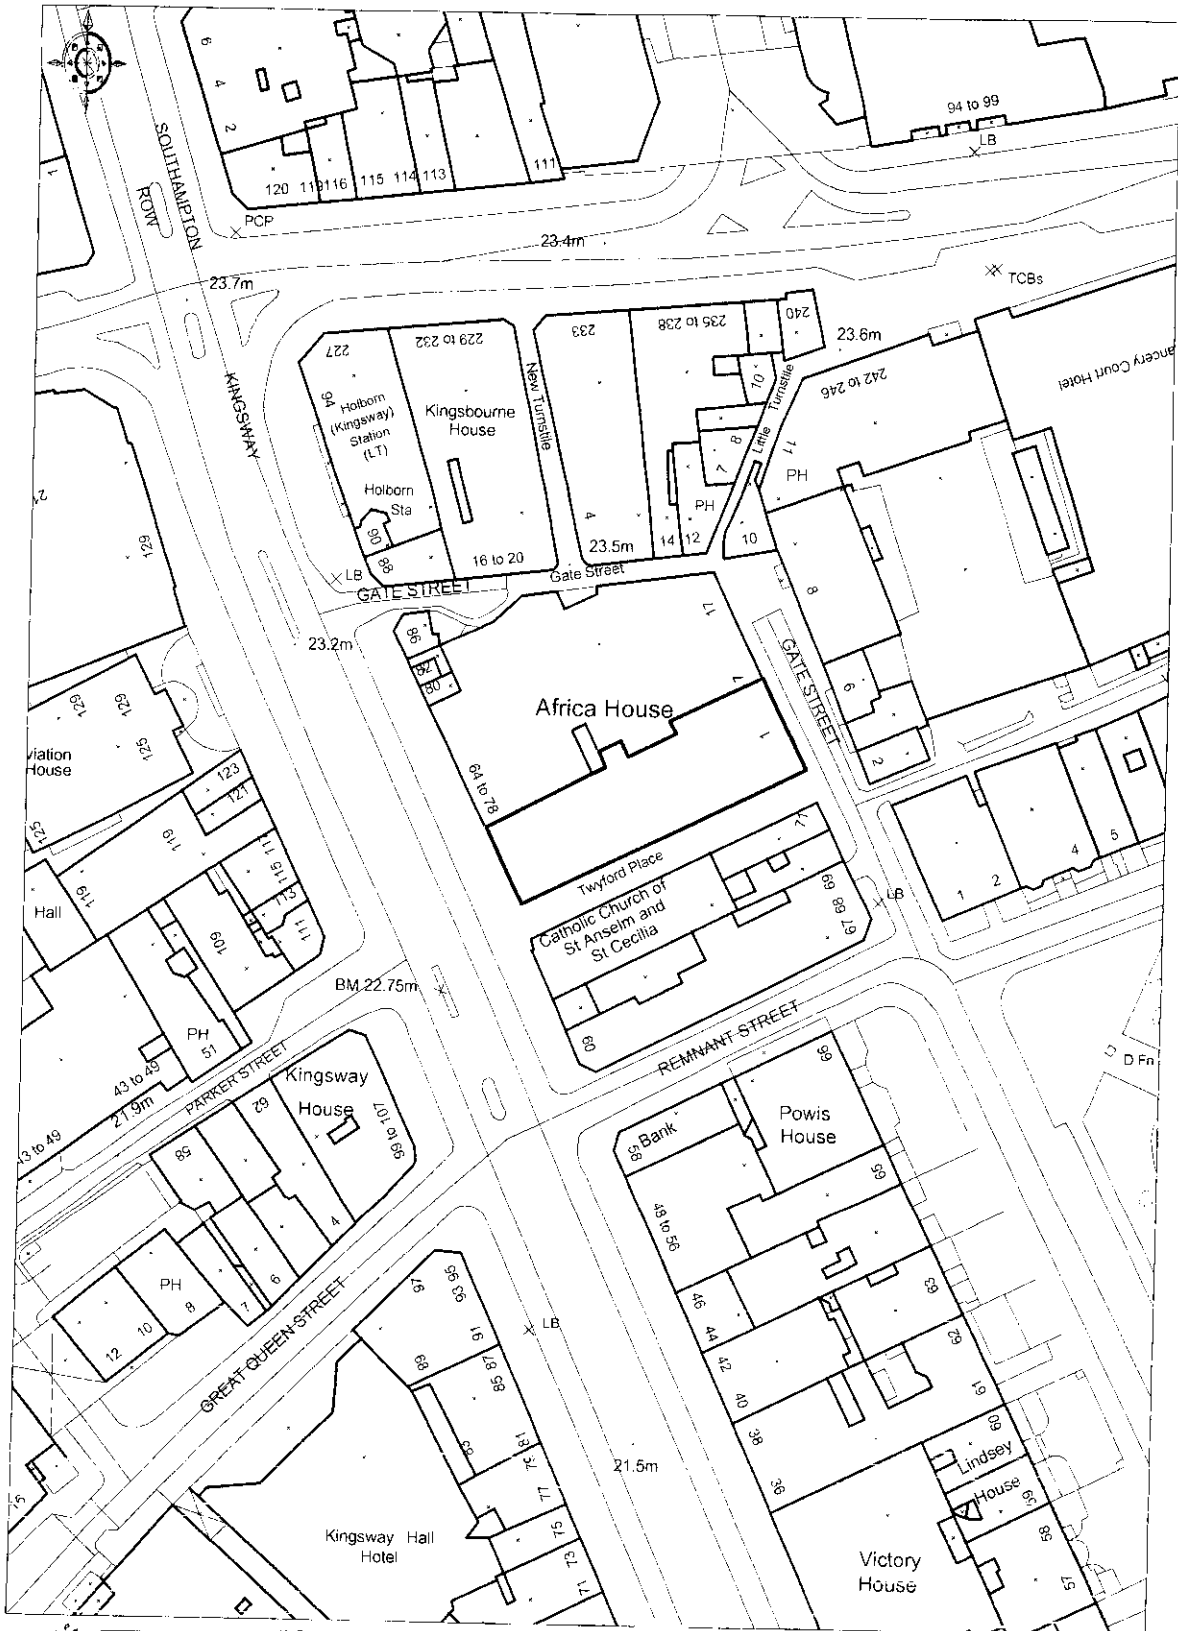 6
4
2
SOUTHAMPTON
ROW
1
120
119
116
115
114
113
111
94 to 99
LB
PCP
23.4m
23.7m
TCBs
KINGSWAY
227
229 to 232
233
235 to 238
240
23.6m
94
Holborn
(Kingsway)
Station
(LT)
Holborn
Sta
Kingsbourne
House
New Turnstile
10
Little Turnstile
242 to 246
ancery Court Hotel
8
7
11
PH
PH
90
88
16 to 20
4
23.5m
14
12
10
LB
GATE STREET
Gate Street
129
23.2m
98
82
80
17
7
8
GATE STREET
6
2
Africa House
1
64 to 78
129
129
125
viation
House
125
123
121
119
119
117
115
113
111
109
Hall
Twyford Place
77
Catholic Church of
St Anselm and
St Cecilia
69
68
67
LB
1
2
4
5
BM 22.75m
PH
51
43 to 49
21.9m
43 to 49
PARKER STREET
60
REMNANT STREET
D Fn
Kingsway
House
62
58
99 to 107
4
66
Powis
House
Bank
58
65
48 to 56
PH
8
10
12
7
6
GREAT QUEEN STREET
97
93 95
91
LB
46
44
42
40
38
36
63
62
61
60
Lindsey
House
59
58
57
89
87
85
83
81
79
77
75
73
71
21.5m
15
Kingsway Hall
Hotel
Victory
House